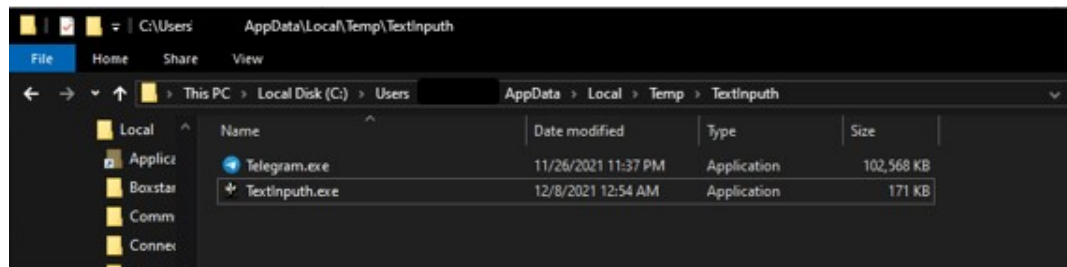 C:\Users AppData\Local\Temp\TextInputh
File Home Share View
This PC > Local Disk (C:) > Users AppData > Local > Temp > TextInputh
Local Name Date modified Type Size
Applica Telegram.exe 11/26/2021 11:37 PM Application 102,568 KB
Boxstar TextInputh.exe 12/8/2021 12:54 AM Application 171 KB
Comm
Connec